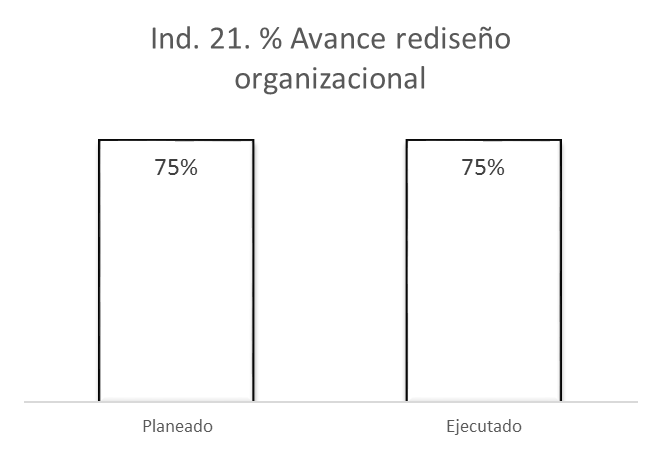 Ind. 21. % Avance rediseño
organizacional
75%
75%
Planeado
Ejecutado